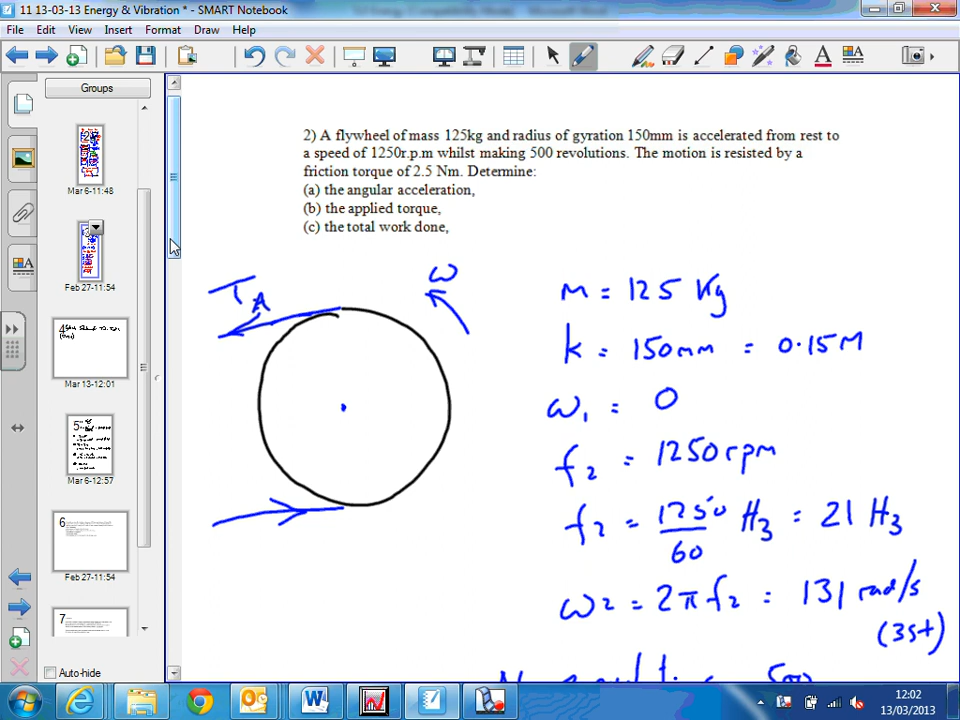 11 13-03-13 Energy & Vibration * - SMART Notebook
File Edit View Insert Format Draw Help
Groups
Mar 6-11:48
Feb 27-11:54
4
Mar 13-12:01
5
Mar 6-12:57
6
Feb 27-11:54
7
Auto-hide
2) A flywheel of mass 125kg and radius of gyration 150mm is accelerated from rest to
a speed of 1250r.p.m whilst making 500 revolutions. The motion is resisted by a
friction torque of 2.5 Nm. Determine:
(a) the angular acceleration,
(b) the applied torque,
(c) the total work done,
TA
ω
m = 125 Kg
k = 150mm = 0.15M
ω1 = 0
f2 = 1250rpm
f2 = 1250/60 Hz = 21 Hz
ω2 = 2πf2 = 131 rad/s
(3sf)
12:02
13/03/2013